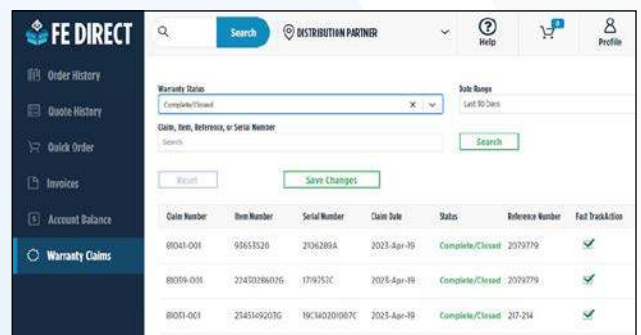 FE DIRECT
Search
DISTRIBUTION PARTNER
Help
0
Profile
Order History
Quote History
Quick Order
Invoices
Account Balance
Warranty Claims
Warranty Status
Complete/Closed
X
Date Range
Last 90 Days
Claim, Item, Reference, or Serial Number
Search
Search
Reset
Save Changes
Claim Number Item Number Serial Number Claim Date Status Reference Number Fast TrackAction
81041-001 93653520 2136289A 2023-Apr-19 Complete/Closed 2079779
81039-001 2243028602G 1719757C 2023-Apr-19 Complete/Closed 2079779
81031-001 2345149203G 19C140201007C 2023-Apr-19 Complete/Closed 217-214